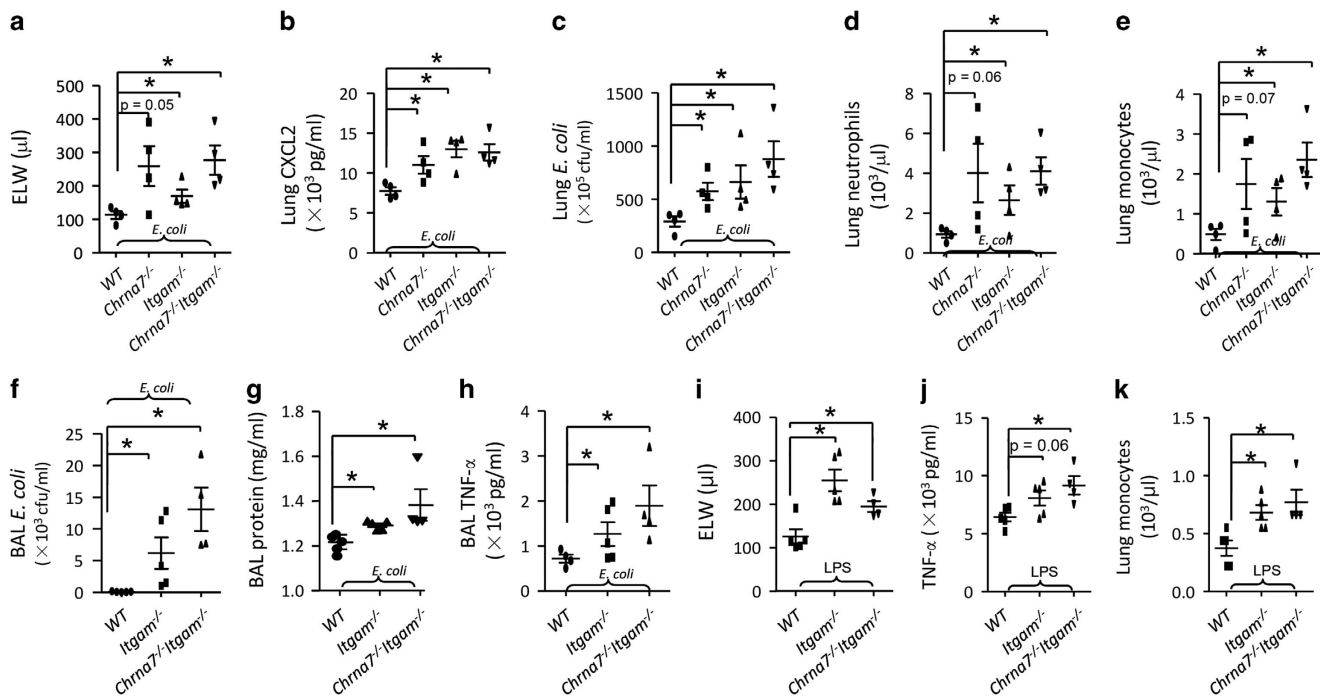 a
*
*
p = 0.05
500
400
300
200
100
0
ELW (µl)
E. coli
WT
Chrna7-/-
Itgam-/-
Chrna7-/-Itgam-/-
b
*
*
*
20
15
10
5
0
Lung CXCL2
(×10³ pg/ml)
E. coli
WT
Chrna7-/-
Itgam-/-
Chrna7-/-Itgam-/-
c
*
*
*
1500
1000
500
0
Lung E. coli
(×10⁵ cfu/ml)
E. coli
WT
Chrna7-/-
Itgam-/-
Chrna7-/-Itgam-/-
d
*
*
p = 0.06
8
6
4
2
0
Lung neutrophils
(10³/µl)
E. coli
WT
Chrna7-/-
Itgam-/-
Chrna7-/-Itgam-/-
e
*
*
p = 0.07
4
3
2
1
0
Lung monocytes
(10³/µl)
E. coli
WT
Chrna7-/-
Itgam-/-
Chrna7-/-Itgam-/-
f
E. coli
*
*
25
20
15
10
5
0
BAL E. coli
(×10³ cfu/ml)
WT
Itgam-/-
Chrna7-/-Itgam-/-
g
*
*
1.8
1.6
1.4
1.2
1.0
BAL protein (mg/ml)
E. coli
WT
Itgam-/-
Chrna7-/-Itgam-/-
h
*
*
4
3
2
1
0
BAL TNF-α
(×10³ pg/ml)
E. coli
WT
Itgam-/-
Chrna7-/-Itgam-/-
i
*
*
400
300
200
100
0
ELW (µl)
LPS
WT
Itgam-/-
Chrna7-/-Itgam-/-
j
*
p = 0.06
15
10
5
0
TNF-α (×10³ pg/ml)
LPS
WT
Itgam-/-
Chrna7-/-Itgam-/-
k
*
*
1.5
1.0
0.5
0.0
Lung monocytes
(10³/µl)
LPS
WT
Itgam-/-
Chrna7-/-Itgam-/-